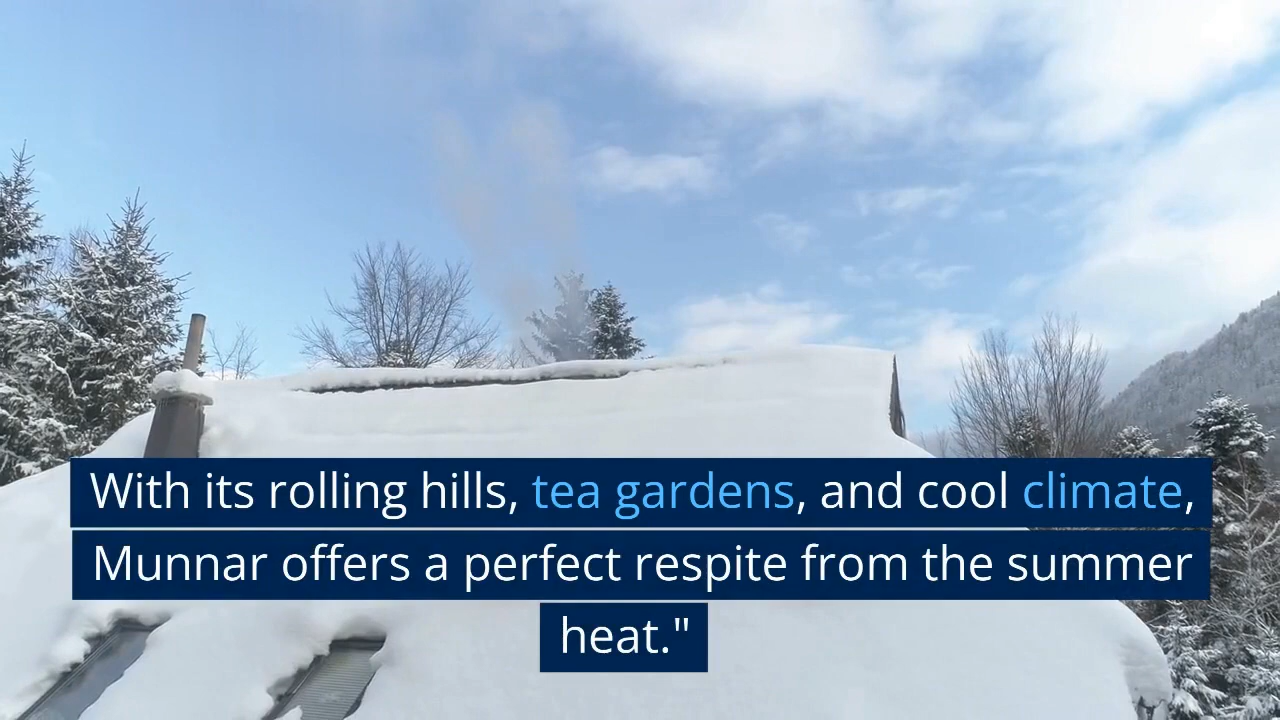 With its rolling hills, tea gardens, and cool climate,
Munnar offers a perfect respite from the summer
heat."